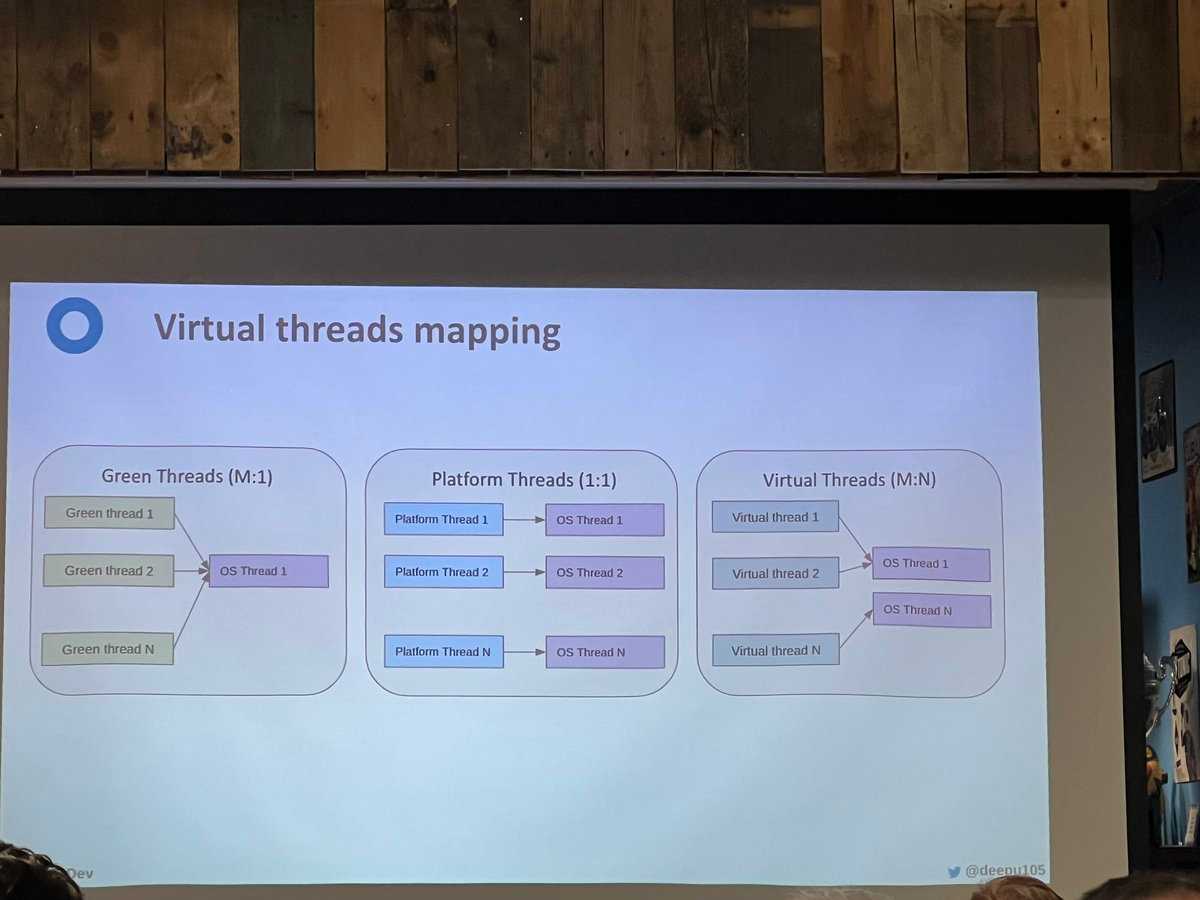 Virtual threads mapping
Green Threads (M:1)
Green thread 1
Green thread 2
Green thread N
OS Thread 1
Platform Threads (1:1)
Platform Thread 1
OS Thread 1
Platform Thread 2
OS Thread 2
Platform Thread N
OS Thread N
Virtual Threads (M:N)
Virtual thread 1
Virtual thread 2
Virtual thread N
OS Thread 1
OS Thread N
Dev
@deepu105